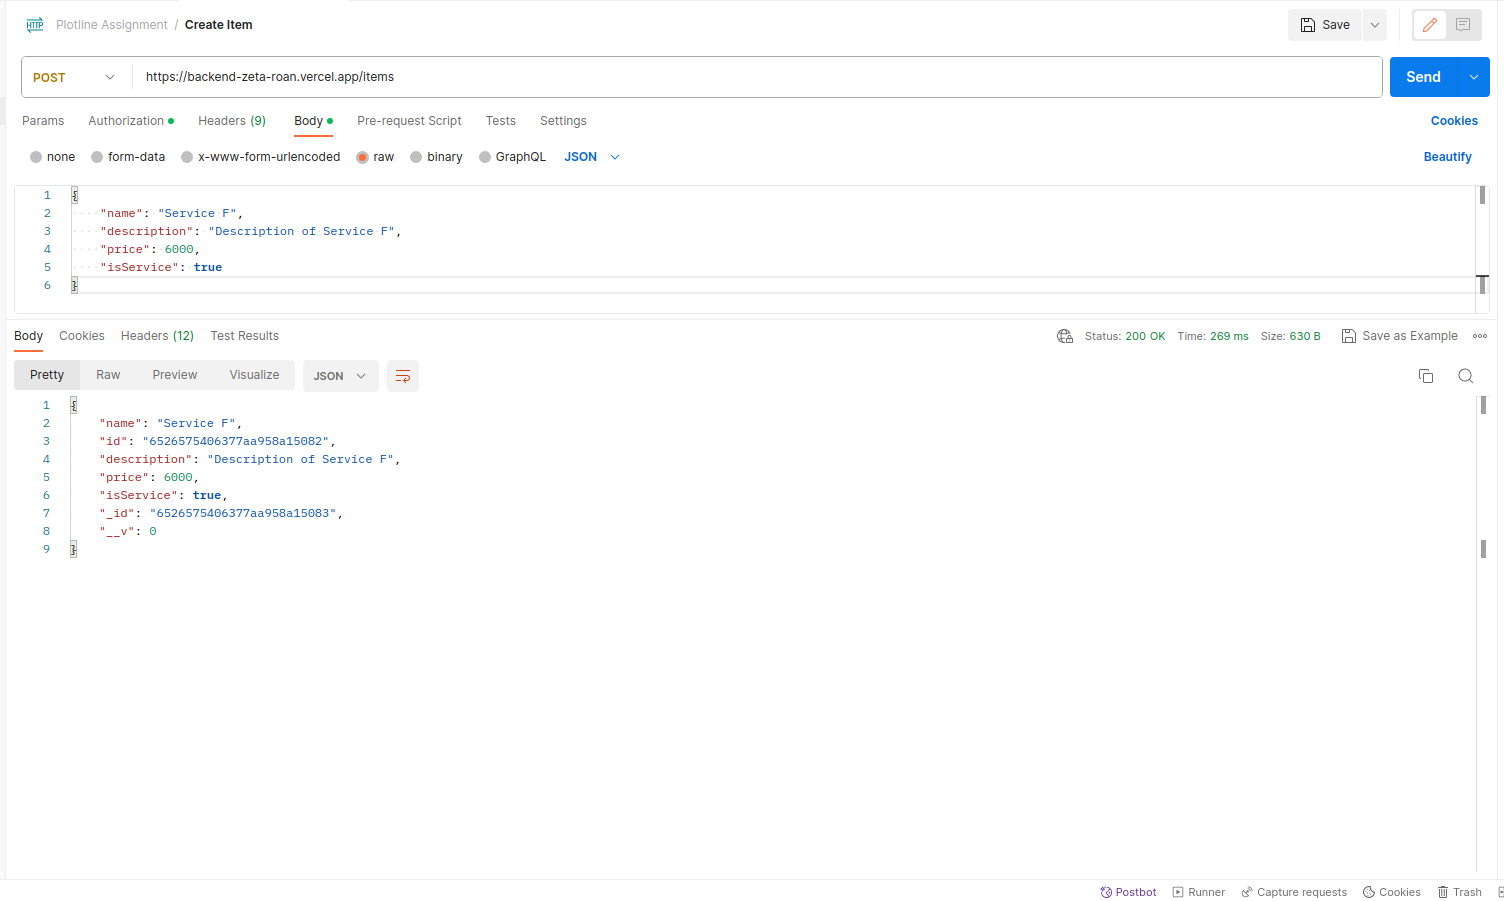 HTTP Plotline Assignment / Create Item Save
POST https://backend-zeta-roan.vercel.app/items Send
Params Authorization Headers (9) Body Pre-request Script Tests Settings Cookies
none form-data x-www-form-urlencoded raw binary GraphQL JSON Beautify
1 {
2 "name": "Service F",
3 "description": "Description of Service F",
4 "price": 6000,
5 "isService": true
6 }
Body Cookies Headers (12) Test Results Status: 200 OK Time: 269 ms Size: 630 B Save as Example
Pretty Raw Preview Visualize JSON
1 {
2 "name": "Service F",
3 "id": "6526575406377aa958a15082",
4 "description": "Description of Service F",
5 "price": 6000,
6 "isService": true,
7 "_id": "6526575406377aa958a15083",
8 "__v": 0
9 }
Postbot Runner Capture requests Cookies Trash